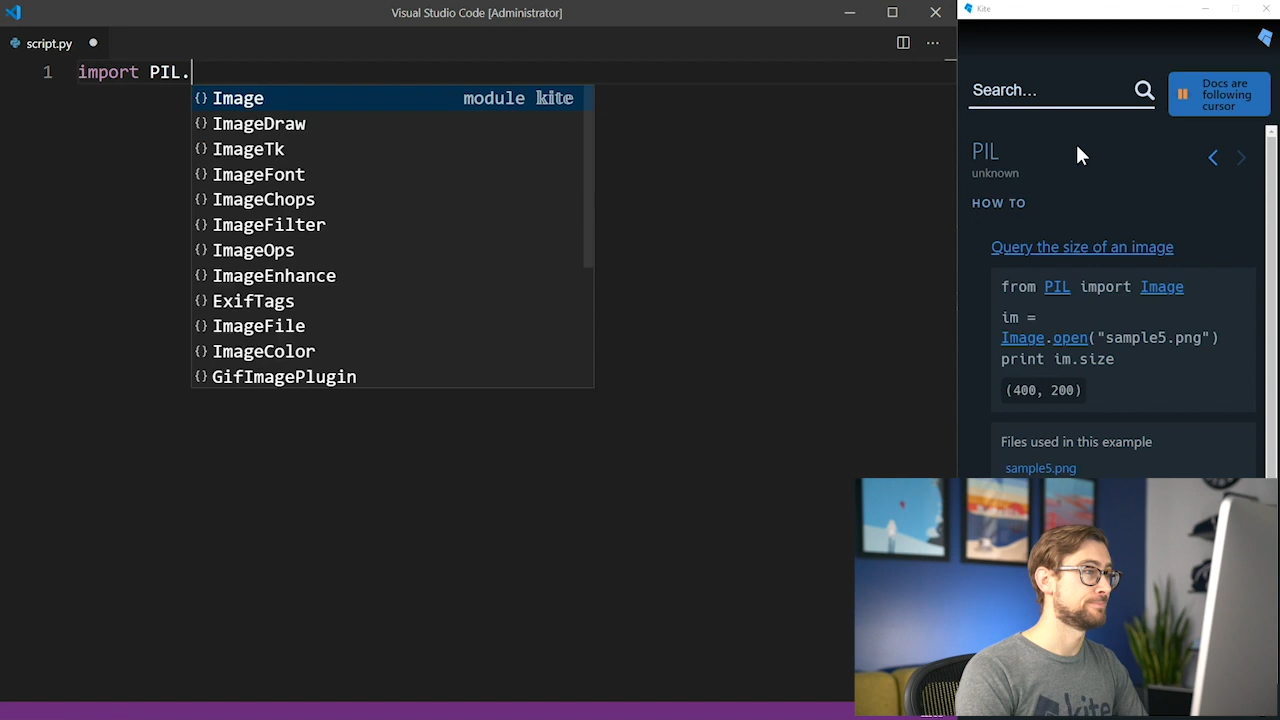 Visual Studio Code [Administrator]
script.py
1 import PIL.
Image module kite
ImageDraw
ImageTk
ImageFont
ImageChops
ImageFilter
ImageOps
ImageEnhance
ExifTags
ImageFile
ImageColor
GifImagePlugin
Kite
Search...
Docs are
following
cursor
PIL
unknown
HOW TO
Query the size of an image
from PIL import Image
im =
Image.open("sample5.png")
print im.size
(400, 200)
Files used in this example
sample5.png
kite